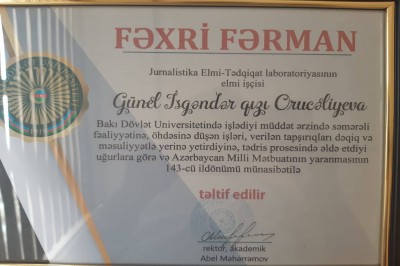 FƏXRİ FƏRMAN
Jurnalistika Elmi-Tədqiqat laboratoriyasının
elmi işçisi
Günel İsgəndər qızı Orucəliyeva
Bakı Dövlət Universitetində işlədiyi müddət ərzində səmərəli
fəaliyyətinə, öhdəsinə düşən işləri, verilən tapşırıqları dəqiq və
məsuliyyətlə yerinə yetirdiyinə, tədris prosesində əldə etdiyi
uğurlara görə və Azərbaycan Milli Mətbuatının yaranmasının
143-cü ildönümü münasibətilə
təltif edilir
rektor, akademik
Abel Məhərrəmov